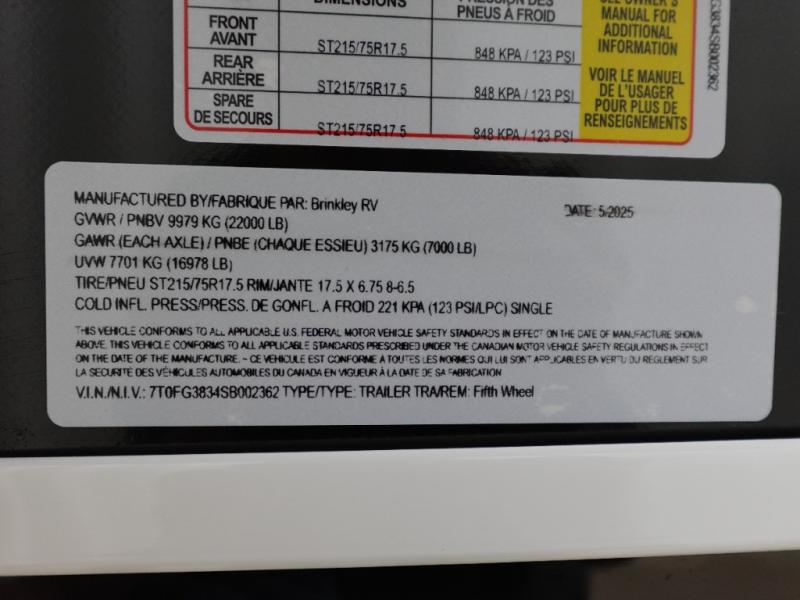 DIMENSIONS
PNEUS À FROID
SEE OWNER'S
MANUAL FOR
ADDITIONAL
INFORMATION
VOIR LE MANUEL
DE L'USAGER
POUR PLUS DE
RENSEIGNEMENTS
FRONT
AVANT
ST215/75R17.5 848 KPA / 123 PSI
REAR
ARRIÈRE
ST215/75R17.5 848 KPA / 123 PSI
SPARE
DE SECOURS
ST215/75R17.5 848 KPA / 123 PSI
FG3834SB002362
MANUFACTURED BY/FABRIQUE PAR: Brinkley RV DATE: 5/2025
GVWR / PNBV 9979 KG (22000 LB)
GAWR (EACH AXLE) / PNBE (CHAQUE ESSIEU) 3175 KG (7000 LB)
UVW 7701 KG (16978 LB)
TIRE/PNEU ST215/75R17.5 RIM/JANTE 17.5 X 6.75 8-6.5
COLD INFL. PRESS/PRESS. DE GONFL. A FROID 221 KPA (123 PSI/LPC) SINGLE
THIS VEHICLE CONFORMS TO ALL APPLICABLE U.S. FEDERAL MOTOR VEHICLE SAFETY STANDARDS IN EFFECT ON THE DATE OF MANUFACTURE SHOWN
ABOVE. THIS VEHICLE CONFORMS TO ALL APPLICABLE STANDARDS PRESCRIBED UNDER THE CANADIAN MOTOR VEHICLE SAFETY REGULATIONS IN EFFECT
ON THE DATE OF THE MANUFACTURE. - CE VEHICULE EST CONFORME A TOUTES LES NORMES QUI LUI SONT APPLICABLES EN VERTU DU REGLEMENT SUR
LA SECURITE DES VÉHICULES AUTOMOBILES DU CANADA EN VIGUEUR À LA DATE DE SA FABRICATION
V.I.N./N.I.V.: 7T0FG3834SB002362 TYPE/TYPE: TRAILER TRA/REM: Fifth Wheel